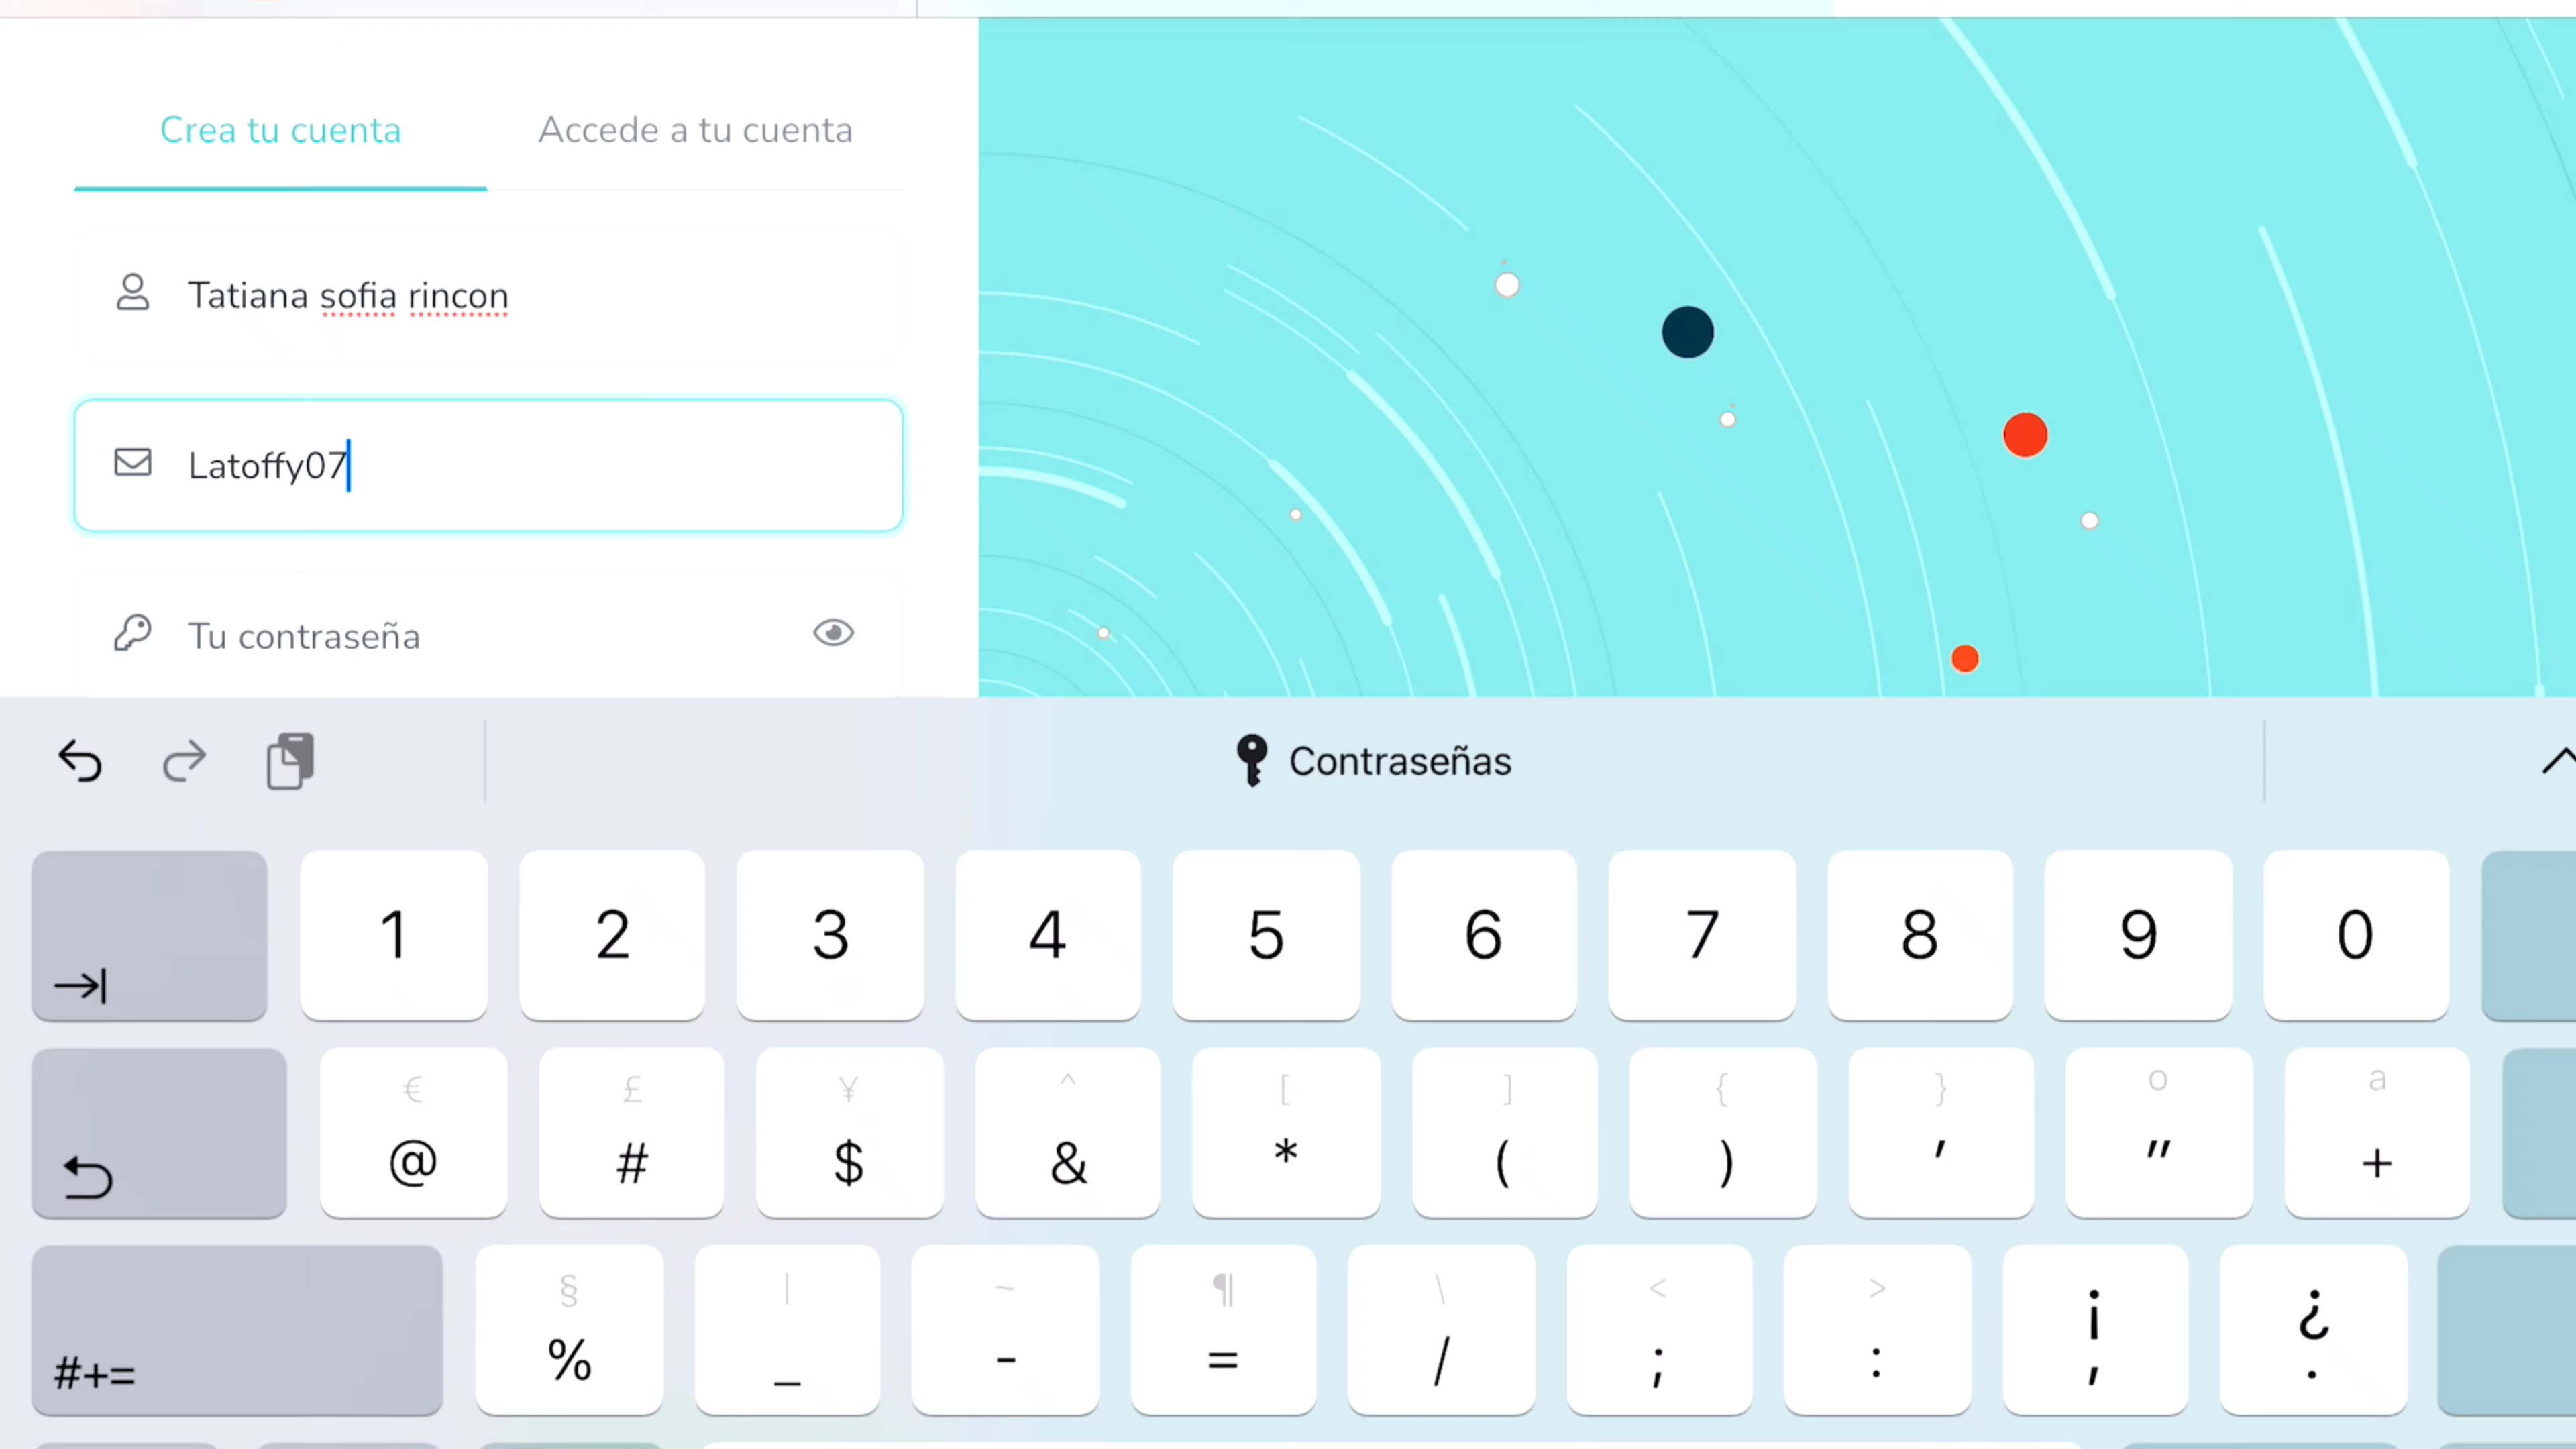 Crea tu cuenta Accede a tu cuenta
Tatiana sofia rincon
Latoffy07
Tu contraseña
Contraseñas
1 2 3 4 5 6 7 8 9 0
€ £ ¥ ^ [ ] { } º ª
@ # $ & * ( ) ' " +
§ | ~ ¶ \ < > ¡ ¿
#+= % _ - = / ; : , .